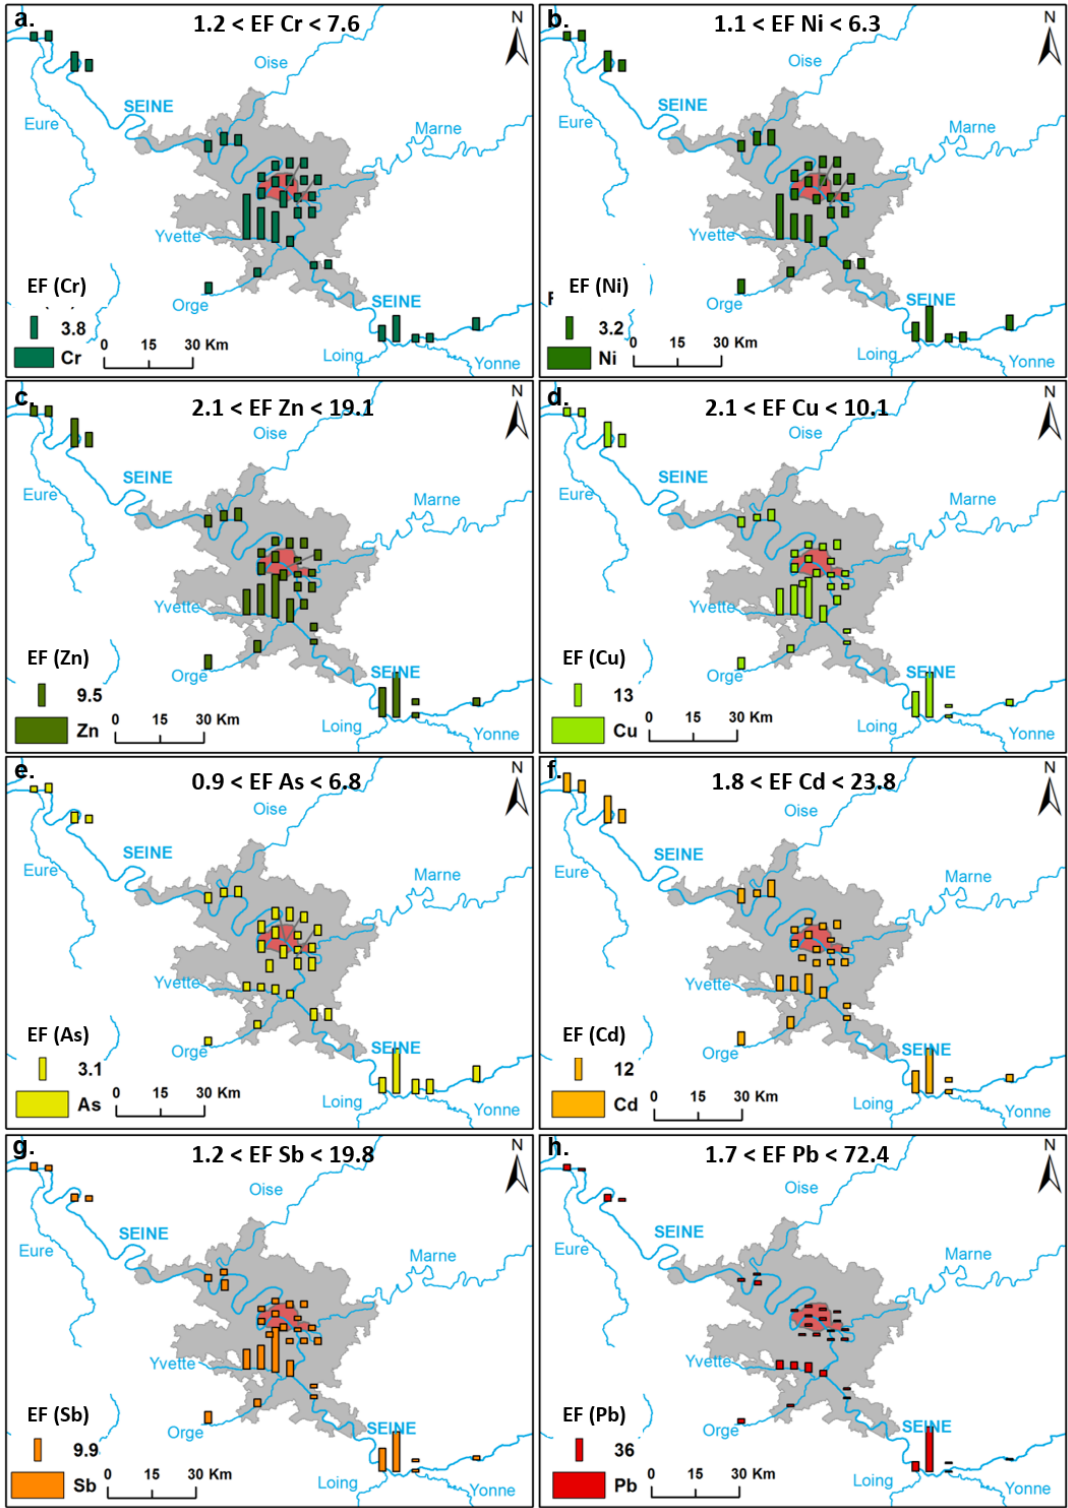 a.
1.2 < EF Cr < 7.6
N
Oise
SEINE
Eure
Marne
Yvette
EF (Cr)
Orge
SEINE
3.8
Cr
0 15 30 Km
Loing
Yonne
b.
1.1 < EF Ni < 6.3
N
Oise
SEINE
Eure
Marne
Yvette
EF (Ni)
Orge
SEINE
3.2
Ni
0 15 30 Km
Loing
Yonne
c.
2.1 < EF Zn < 19.1
N
Oise
SEINE
Eure
Marne
Yvette
EF (Zn)
Orge
SEINE
9.5
Zn
0 15 30 Km
Loing
Yonne
d.
2.1 < EF Cu < 10.1
N
Oise
SEINE
Eure
Marne
Yvette
EF (Cu)
Orge
SEINE
13
Cu
0 15 30 Km
Loing
Yonne
e.
0.9 < EF As < 6.8
N
Oise
SEINE
Eure
Marne
Yvette
EF (As)
Orge
SEINE
3.1
As
0 15 30 Km
Loing
Yonne
f.
1.8 < EF Cd < 23.8
N
Oise
SEINE
Eure
Marne
Yvette
EF (Cd)
Orge
SEINE
12
Cd
0 15 30 Km
Loing
Yonne
g.
1.2 < EF Sb < 19.8
N
Oise
SEINE
Eure
Marne
Yvette
EF (Sb)
Orge
SEINE
9.9
Sb
0 15 30 Km
Loing
Yonne
h.
1.7 < EF Pb < 72.4
N
Oise
SEINE
Eure
Marne
Yvette
EF (Pb)
Orge
SEINE
36
Pb
0 15 30 Km
Loing
Yonne